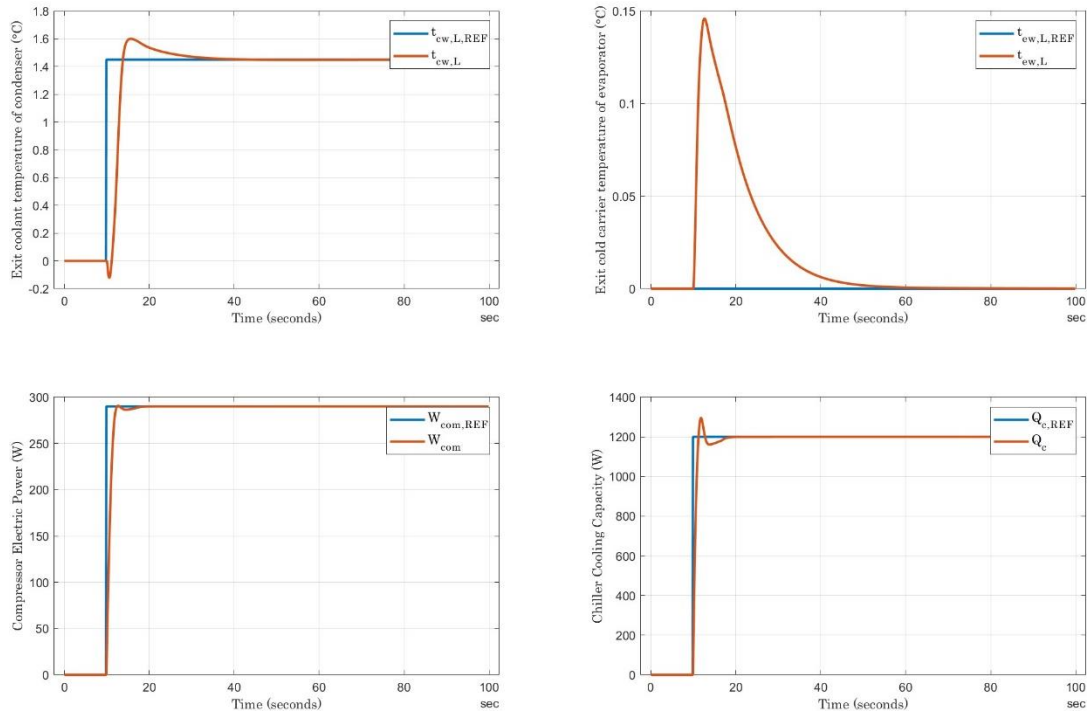 Exit coolant temperature of condenser (°C)
1.8
1.6
1.4
1.2
1
0.8
0.6
0.4
0.2
0
-0.2
t_cw,L,REF
t_cw,L
0
20
40
60
80
100
Time (seconds)
sec
Exit cold carrier temperature of evaporator (°C)
0.15
0.1
0.05
0
t_ew,L,REF
t_ew,L
0
20
40
60
80
100
Time (seconds)
sec
Compressor Electric Power (W)
300
250
200
150
100
50
0
W_com,REF
W_com
0
20
40
60
80
100
Time (seconds)
sec
Chiller Cooling Capacity (W)
1400
1200
1000
800
600
400
200
0
Q_c,REF
Q_c
0
20
40
60
80
100
Time (seconds)
sec